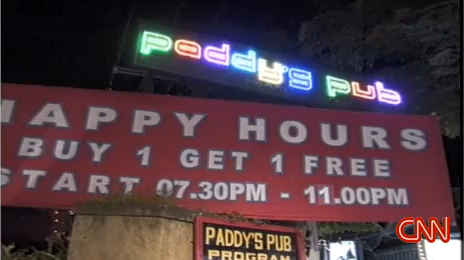 paddy's pub
HAPPY HOURS
BUY 1 GET 1 FREE
START 07.30PM - 11.00PM
PADDY'S PUB
PROGRAM
CNN